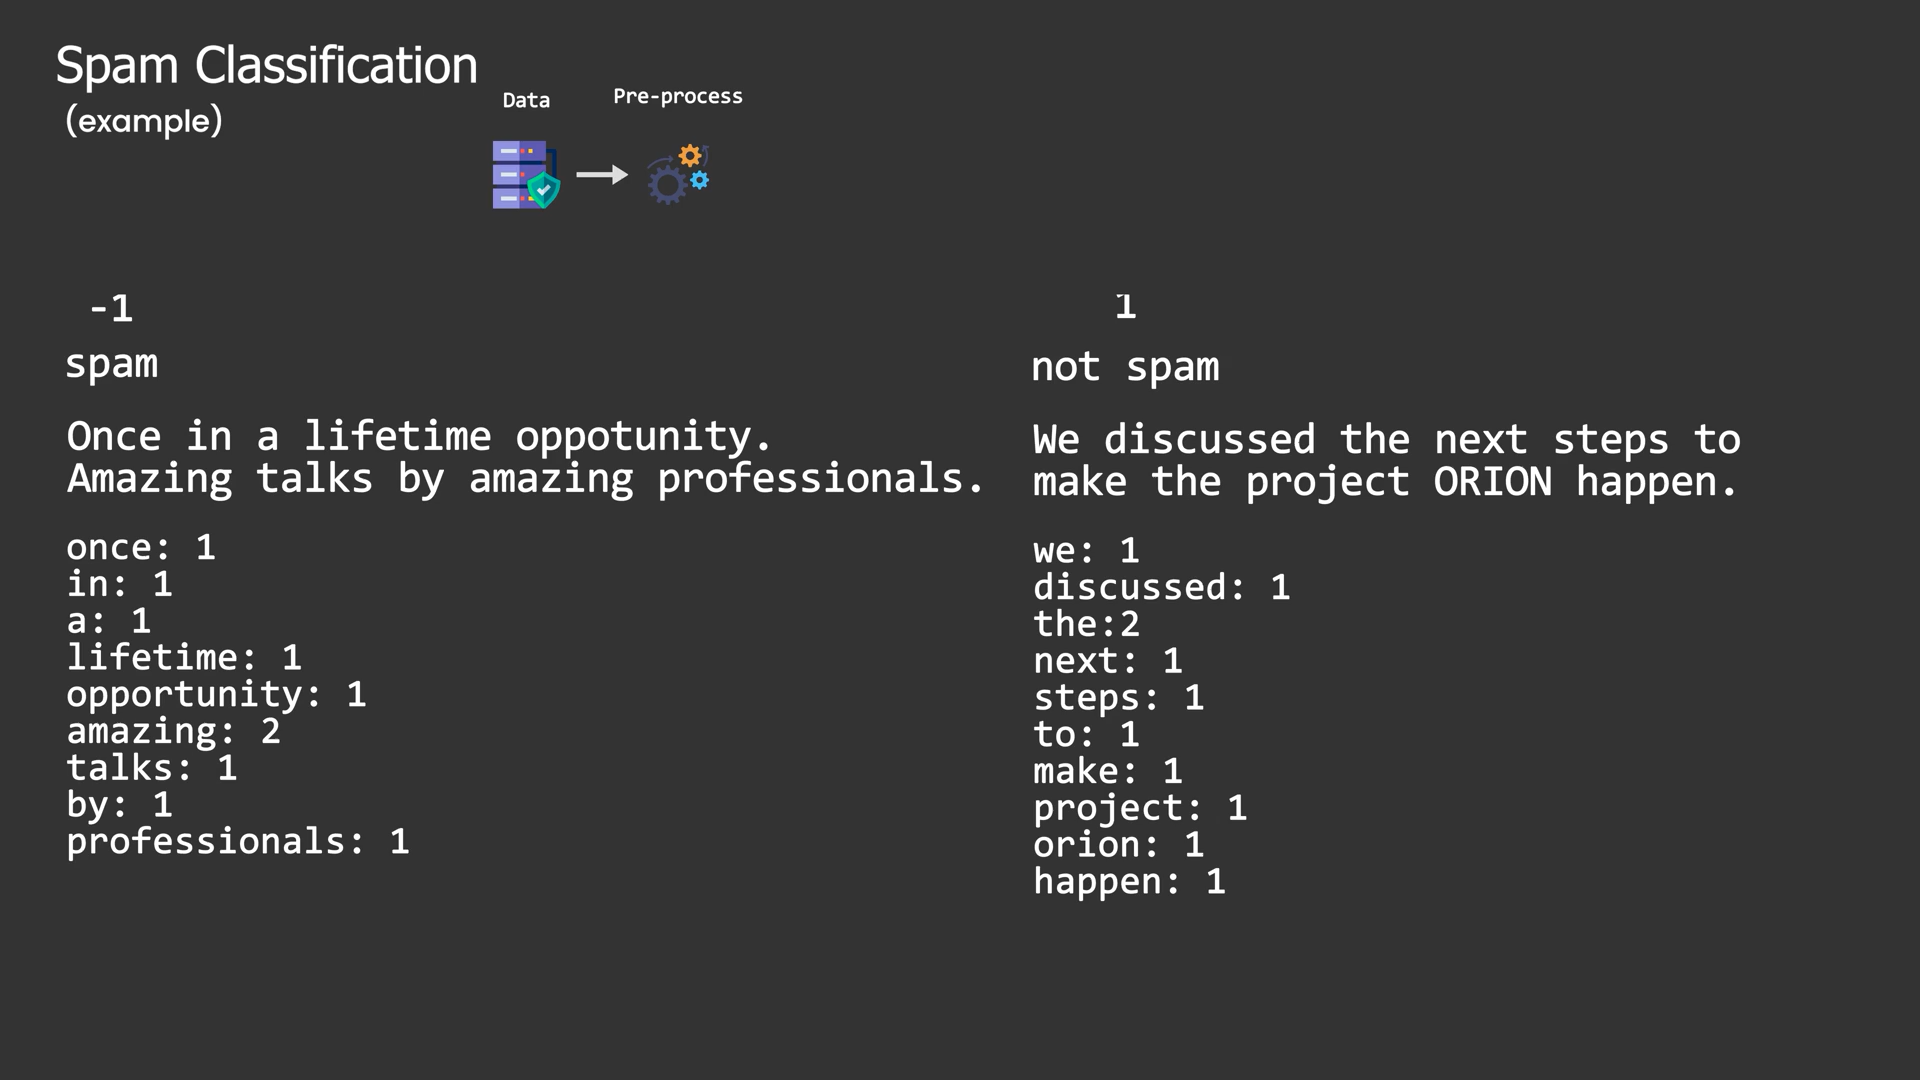 Spam Classification
(example)
Data
Pre-process
-1
spam
Once in a lifetime oppotunity.
Amazing talks by amazing professionals.
once: 1
in: 1
a: 1
lifetime: 1
opportunity: 1
amazing: 2
talks: 1
by: 1
professionals: 1
1
not spam
We discussed the next steps to
make the project ORION happen.
we: 1
discussed: 1
the:2
next: 1
steps: 1
to: 1
make: 1
project: 1
orion: 1
happen: 1